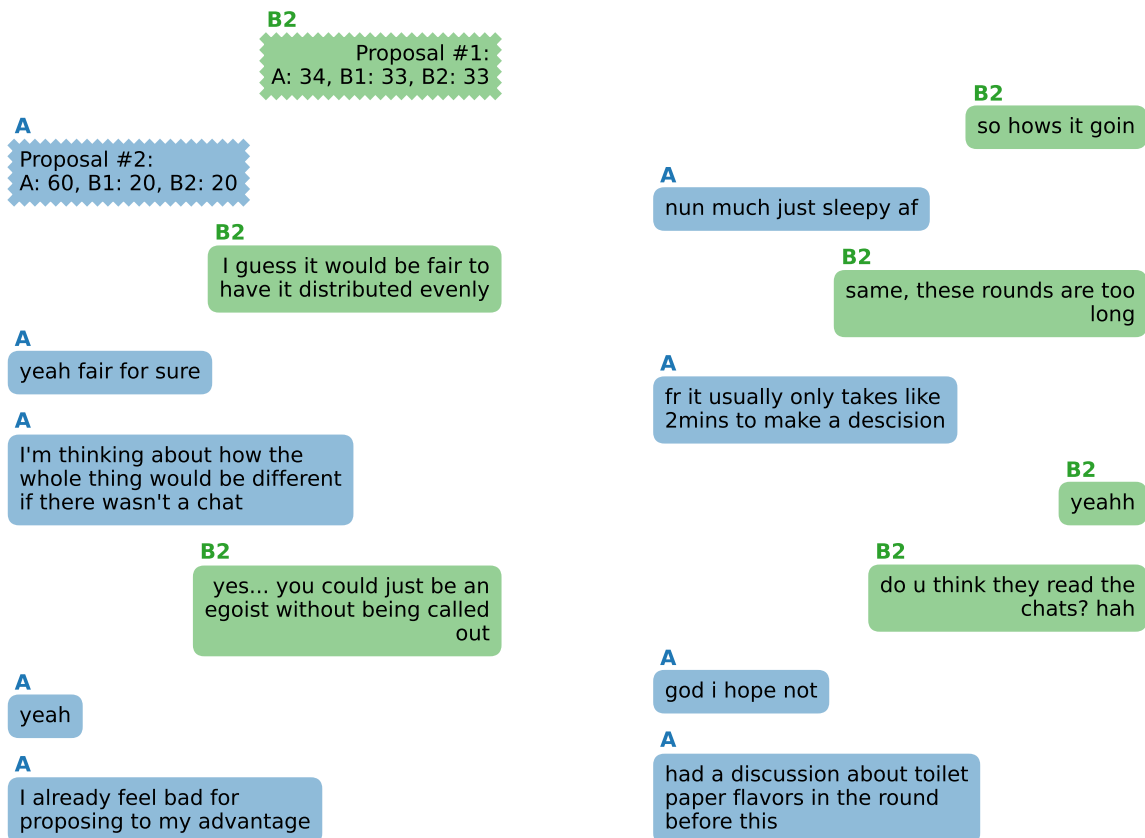 B2
Proposal #1:
A: 34, B1: 33, B2: 33
A
Proposal #2:
A: 60, B1: 20, B2: 20
B2
I guess it would be fair to
have it distributed evenly
A
yeah fair for sure
A
I'm thinking about how the
whole thing would be different
if there wasn't a chat
B2
yes... you could just be an
egoist without being called
out
A
yeah
A
I already feel bad for
proposing to my advantage
B2
so hows it goin
A
nun much just sleepy af
B2
same, these rounds are too
long
A
fr it usually only takes like
2mins to make a descision
B2
yeahh
B2
do u think they read the
chats? hah
A
god i hope not
A
had a discussion about toilet
paper flavors in the round
before this